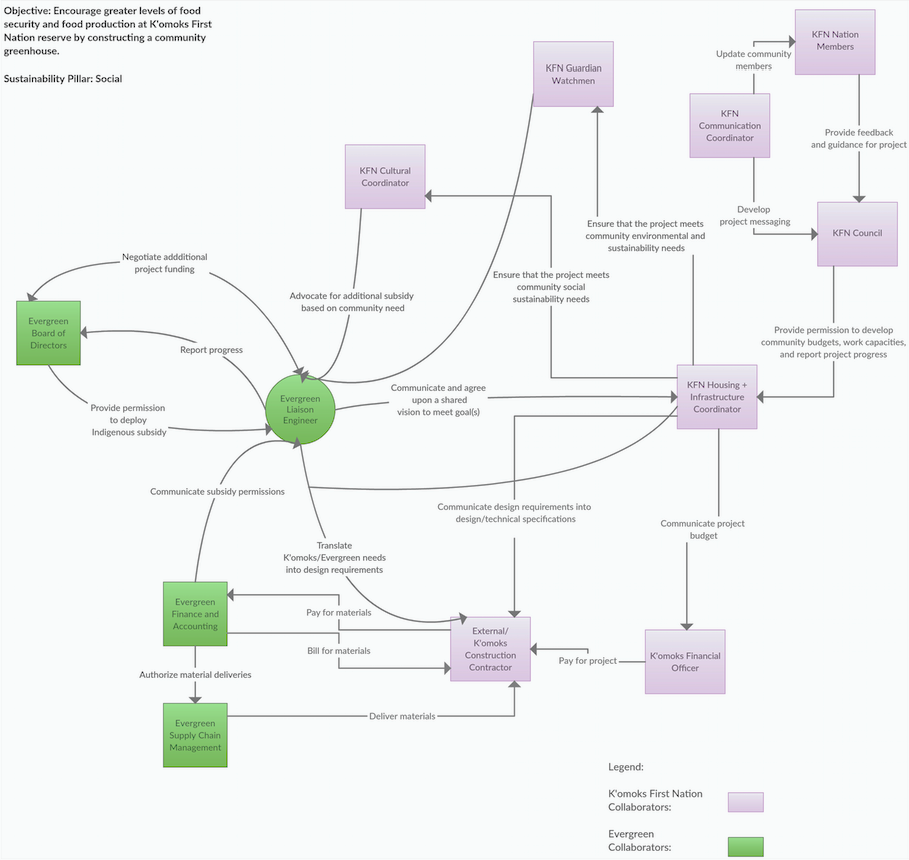 Objective: Encourage greater levels of food
security and food production at K'omoks First
Nation reserve by constructing a community
greenhouse.
Sustainability Pillar: Social
KFN Nation
Members
Update community
members
KFN Guardian
Watchmen
KFN
Communication
Coordinator
Provide feedback
and guidance for project
KFN Cultural
Coordinator
Develop
project messaging
KFN Council
Ensure that the project meets
community environmental and
sustainability needs
Negotiate addditional
project funding
Ensure that the project meets
community social
sustainability needs
Advocate for additional subsidy
based on community need
Evergreen
Board of
Directors
Report progress
Provide permission to develop
community budgets, work capacities,
and report project progress
KFN Housing +
Infrastructure
Coordinator
Communicate and agree
upon a shared
vision to meet goal(s)
Evergreen
Liaison
Engineer
Provide permission
to deploy
Indigenous subsidy
Communicate subsidy permissions
Communicate design requirements into
design/technical specifications
Communicate project
budget
Translate
K'omoks/Evergreen needs
into design requirements
Evergreen
Finance and
Accounting
Pay for materials
Bill for materials
External/
K'omoks
Construction
Contractor
Pay for project
K'omoks Financial
Officer
Authorize material deliveries
Evergreen
Supply Chain
Management
Deliver materials
Legend:
K'omoks First Nation
Collaborators:
Evergreen
Collaborators: